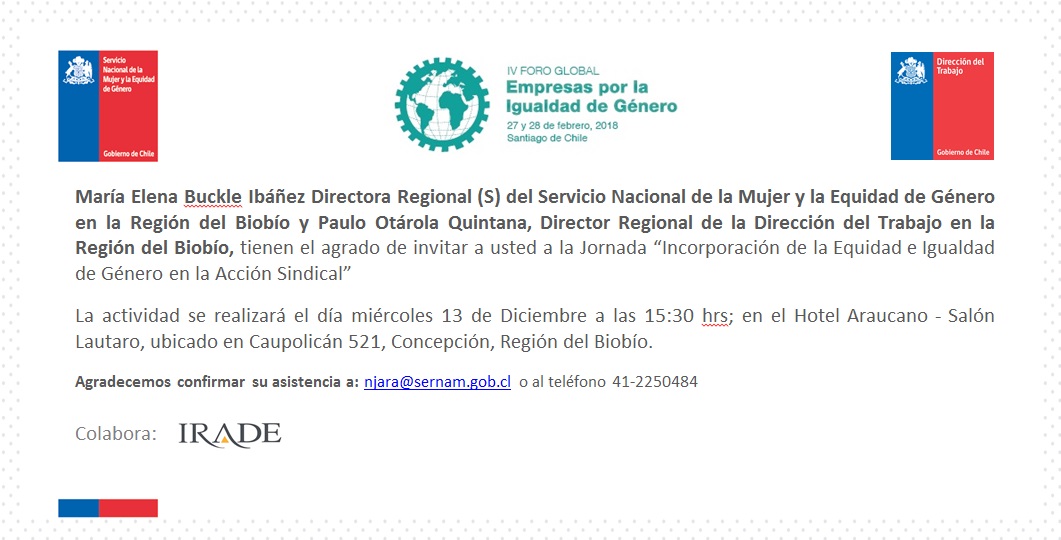 Servicio
Nacional de la
Mujer y la Equidad
de Género
Gobierno de Chile
IV FORO GLOBAL
Empresas por la
Igualdad de Género
27 y 28 de febrero, 2018
Santiago de Chile
Dirección del
Trabajo
Gobierno de Chile
María Elena Buckle Ibáñez Directora Regional (S) del Servicio Nacional de la Mujer y la Equidad de Género
en la Región del Biobío y Paulo Otárola Quintana, Director Regional de la Dirección del Trabajo en la
Región del Biobío, tienen el agrado de invitar a usted a la Jornada “Incorporación de la Equidad e Igualdad
de Género en la Acción Sindical”
La actividad se realizará el día miércoles 13 de Diciembre a las 15:30 hrs; en el Hotel Araucano - Salón
Lautaro, ubicado en Caupolicán 521, Concepción, Región del Biobío.
Agradecemos confirmar su asistencia a: njara@sernam.gob.cl o al teléfono 41-2250484
Colabora: IRADE